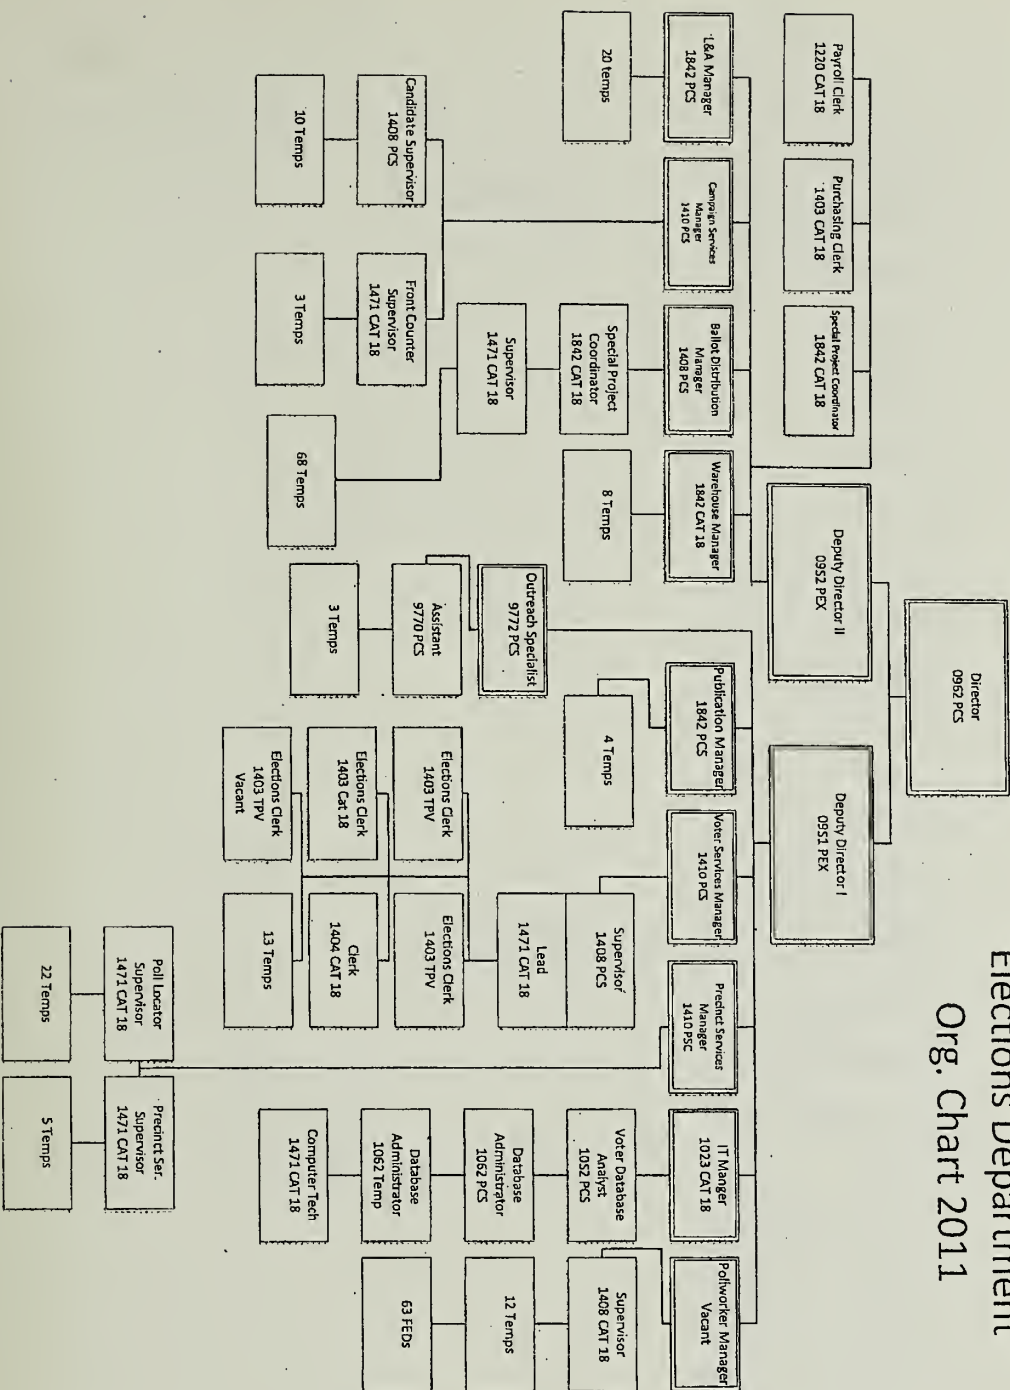 Elections Department
Org. Chart 2011
Director
0962 PCS
Deputy Director II
0952 PEX
Deputy Director I
0951 PEX
Payroll Clerk
1220 CAT 18
Purchasing Clerk
1403 CAT 18
Special Project Coordinator
1842 CAT 18
L&A Manager
1842 PCS
Campaign Services
Manager
1410 PCS
Ballot Distribution
Manager
1408 PCS
Warehouse Manager
1842 CAT 18
Publication Manager
1842 PCS
Voter Services Manager
1410 PCS
Precinct Services
Manager
1410 PSC
IT Manger
1023 CAT 18
Pollworker Manager
Vacant
20 temps
Special Project
Coordinator
1842 CAT 18
8 Temps
4 Temps
Supervisor
1408 PCS
Voter Database
Analyst
1052 PCS
Supervisor
1408 CAT 18
Supervisor
1471 CAT 18
Outreach Specialist
9772 PCS
Lead
1471 CAT 18
Database
Administrator
1062 PCS
12 Temps
Candidate Supervisor
1408 PCS
Front Counter
Supervisor
1471 CAT 18
Assistant
9770 PCS
Elections Clerk
1403 TPV
Elections Clerk
1403 TPV
Database
Administrator
1062 Temp
63 FEDs
10 Temps
3 Temps
68 Temps
3 Temps
Elections Clerk
1403 Cat 18
Clerk
1404 CAT 18
Computer Tech
1471 CAT 18
Elections Clerk
1403 TPV
Vacant
13 Temps
Poll Locator
Supervisor
1471 CAT 18
Precinct Ser.
Supervisor
1471 CAT 18
22 Temps
5 Temps